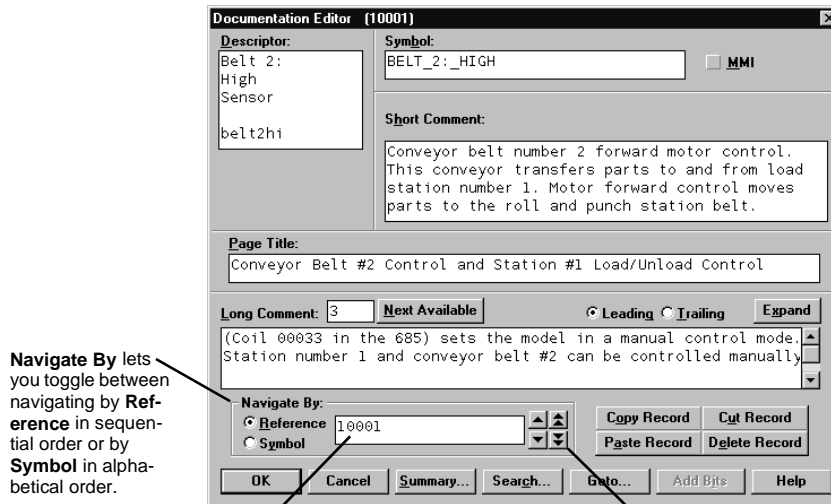 Documentation Editor (10001)
Descriptor:
Belt 2:
High
Sensor
belt2hi
Symbol:
BELT_2:_HIGH
MMI
Short Comment:
Conveyor belt number 2 forward motor control.
This conveyor transfers parts to and from load
station number 1. Motor forward control moves
parts to the roll and punch station belt.
Page Title:
Conveyor Belt #2 Control and Station #1 Load/Unload Control
Long Comment: 3 Next Available Leading Trailing Expand
(Coil 00033 in the 685) sets the model in a manual control mode.
Station number 1 and conveyor belt #2 can be controlled manually
Navigate By lets
you toggle between
navigating by Ref-
erence in sequen-
tial order or by
Symbol in alpha-
betical order.
Navigate By:
Reference 10001
Symbol
Copy Record Cut Record
Paste Record Delete Record
OK Cancel Summary... Search... Goto... Add Bits Help